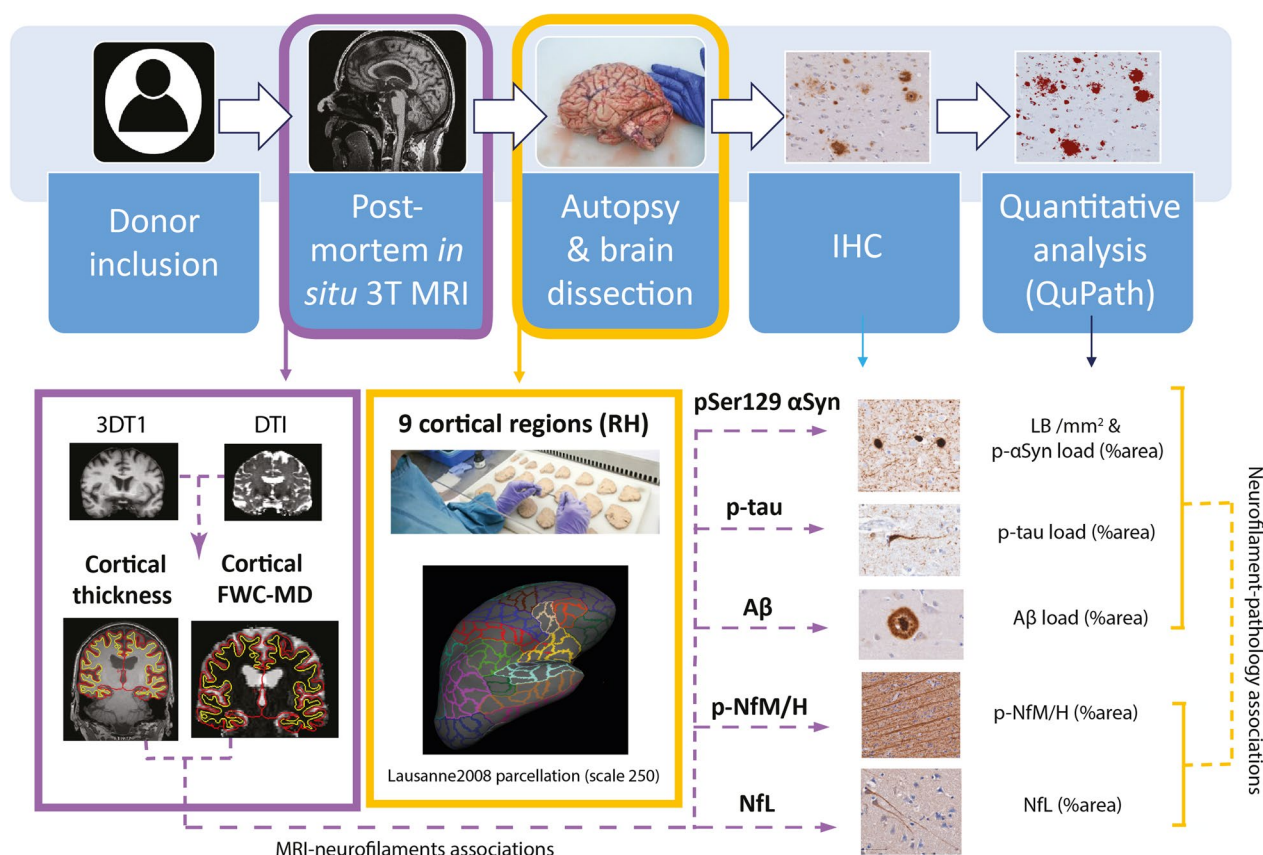 Donor
inclusion
Post-
mortem in
situ 3T MRI
Autopsy
& brain
dissection
IHC
Quantitative
analysis
(QuPath)
3DT1
DTI
Cortical
thickness
Cortical
FWC-MD
9 cortical regions (RH)
Lausanne2008 parcellation (scale 250)
pSer129 αSyn
p-tau
Aβ
p-NfM/H
NfL
LB /mm² &
p-αSyn load (%area)
p-tau load (%area)
Aβ load (%area)
p-NfM/H (%area)
NfL (%area)
Neurofilament-pathology associations
MRI-neurofilaments associations